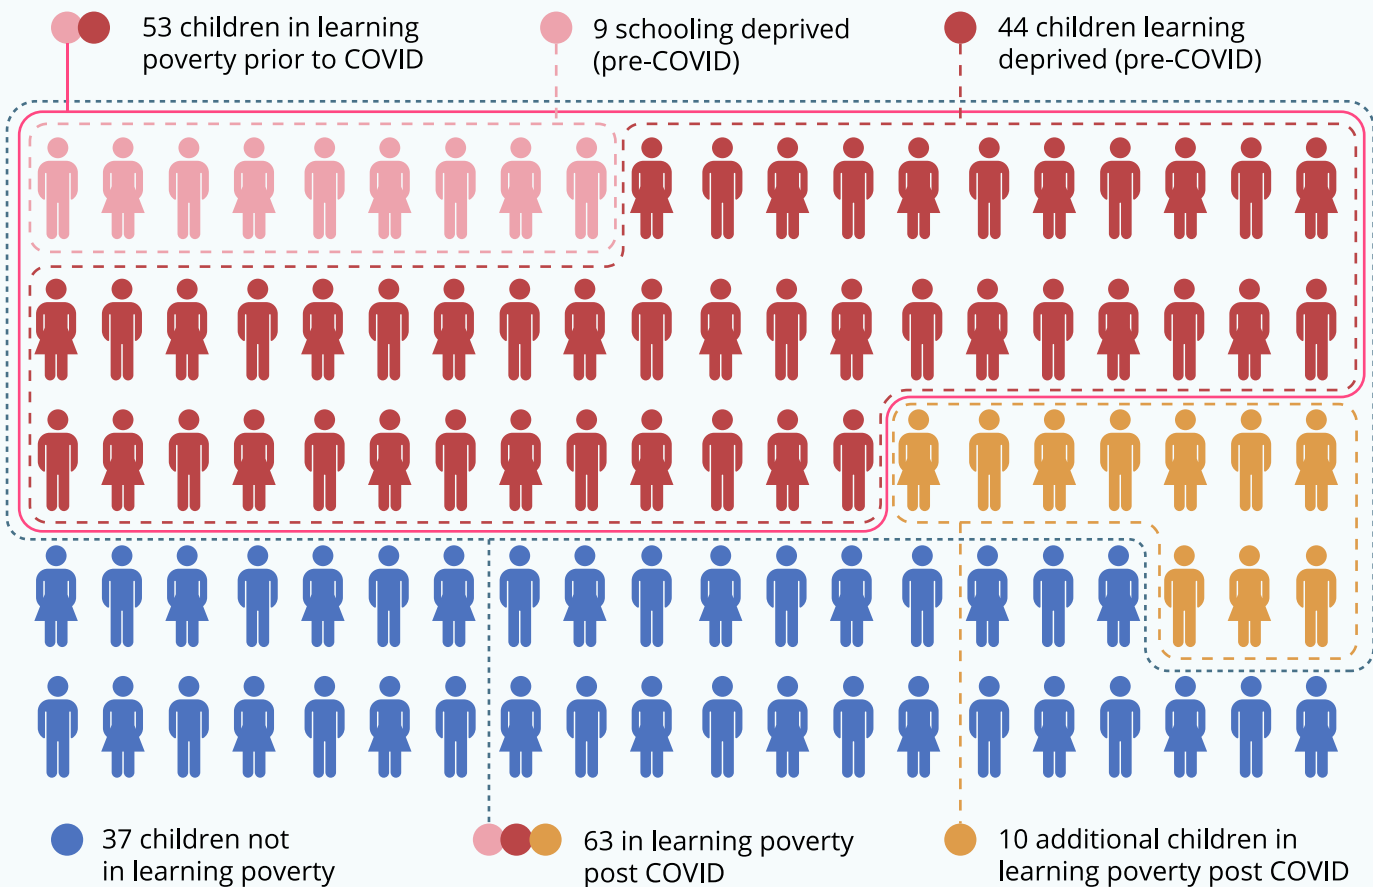 53 children in learning
poverty prior to COVID
9 schooling deprived
(pre-COVID)
44 children learning
deprived (pre-COVID)
37 children not
in learning poverty
63 in learning poverty
post COVID
10 additional children in
learning poverty post COVID